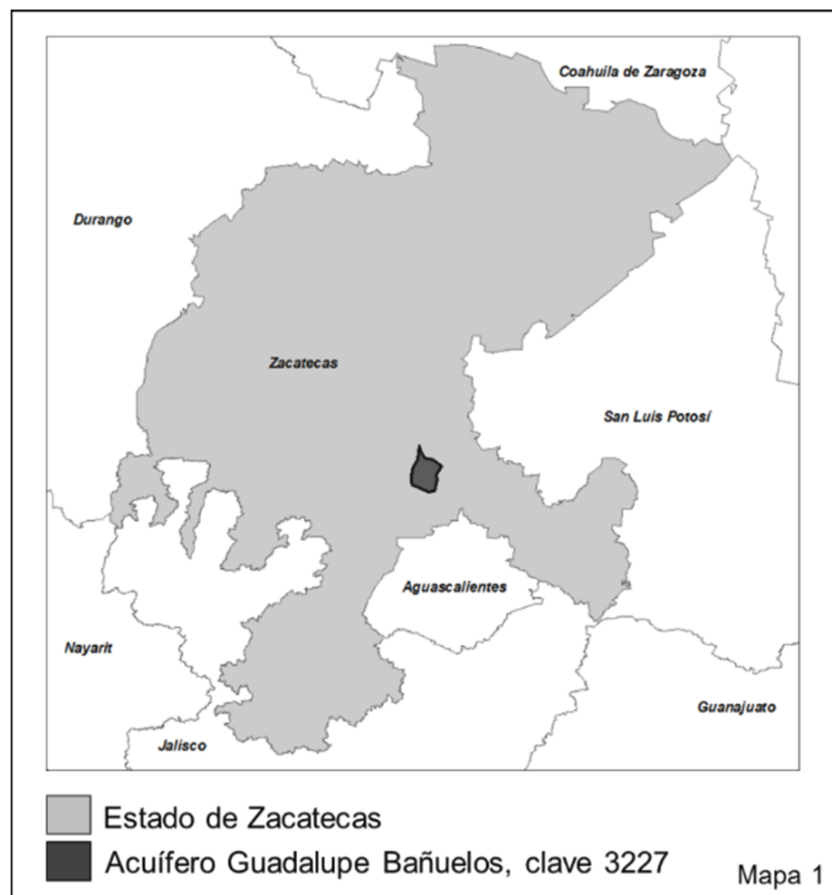 Coahuila de Zaragoza
Durango
Zacatecas
San Luis Potosí
Aguascalientes
Nayarit
Guanajuato
Jalisco
Estado de Zacatecas
Acuífero Guadalupe Bañuelos, clave 3227
Mapa 1